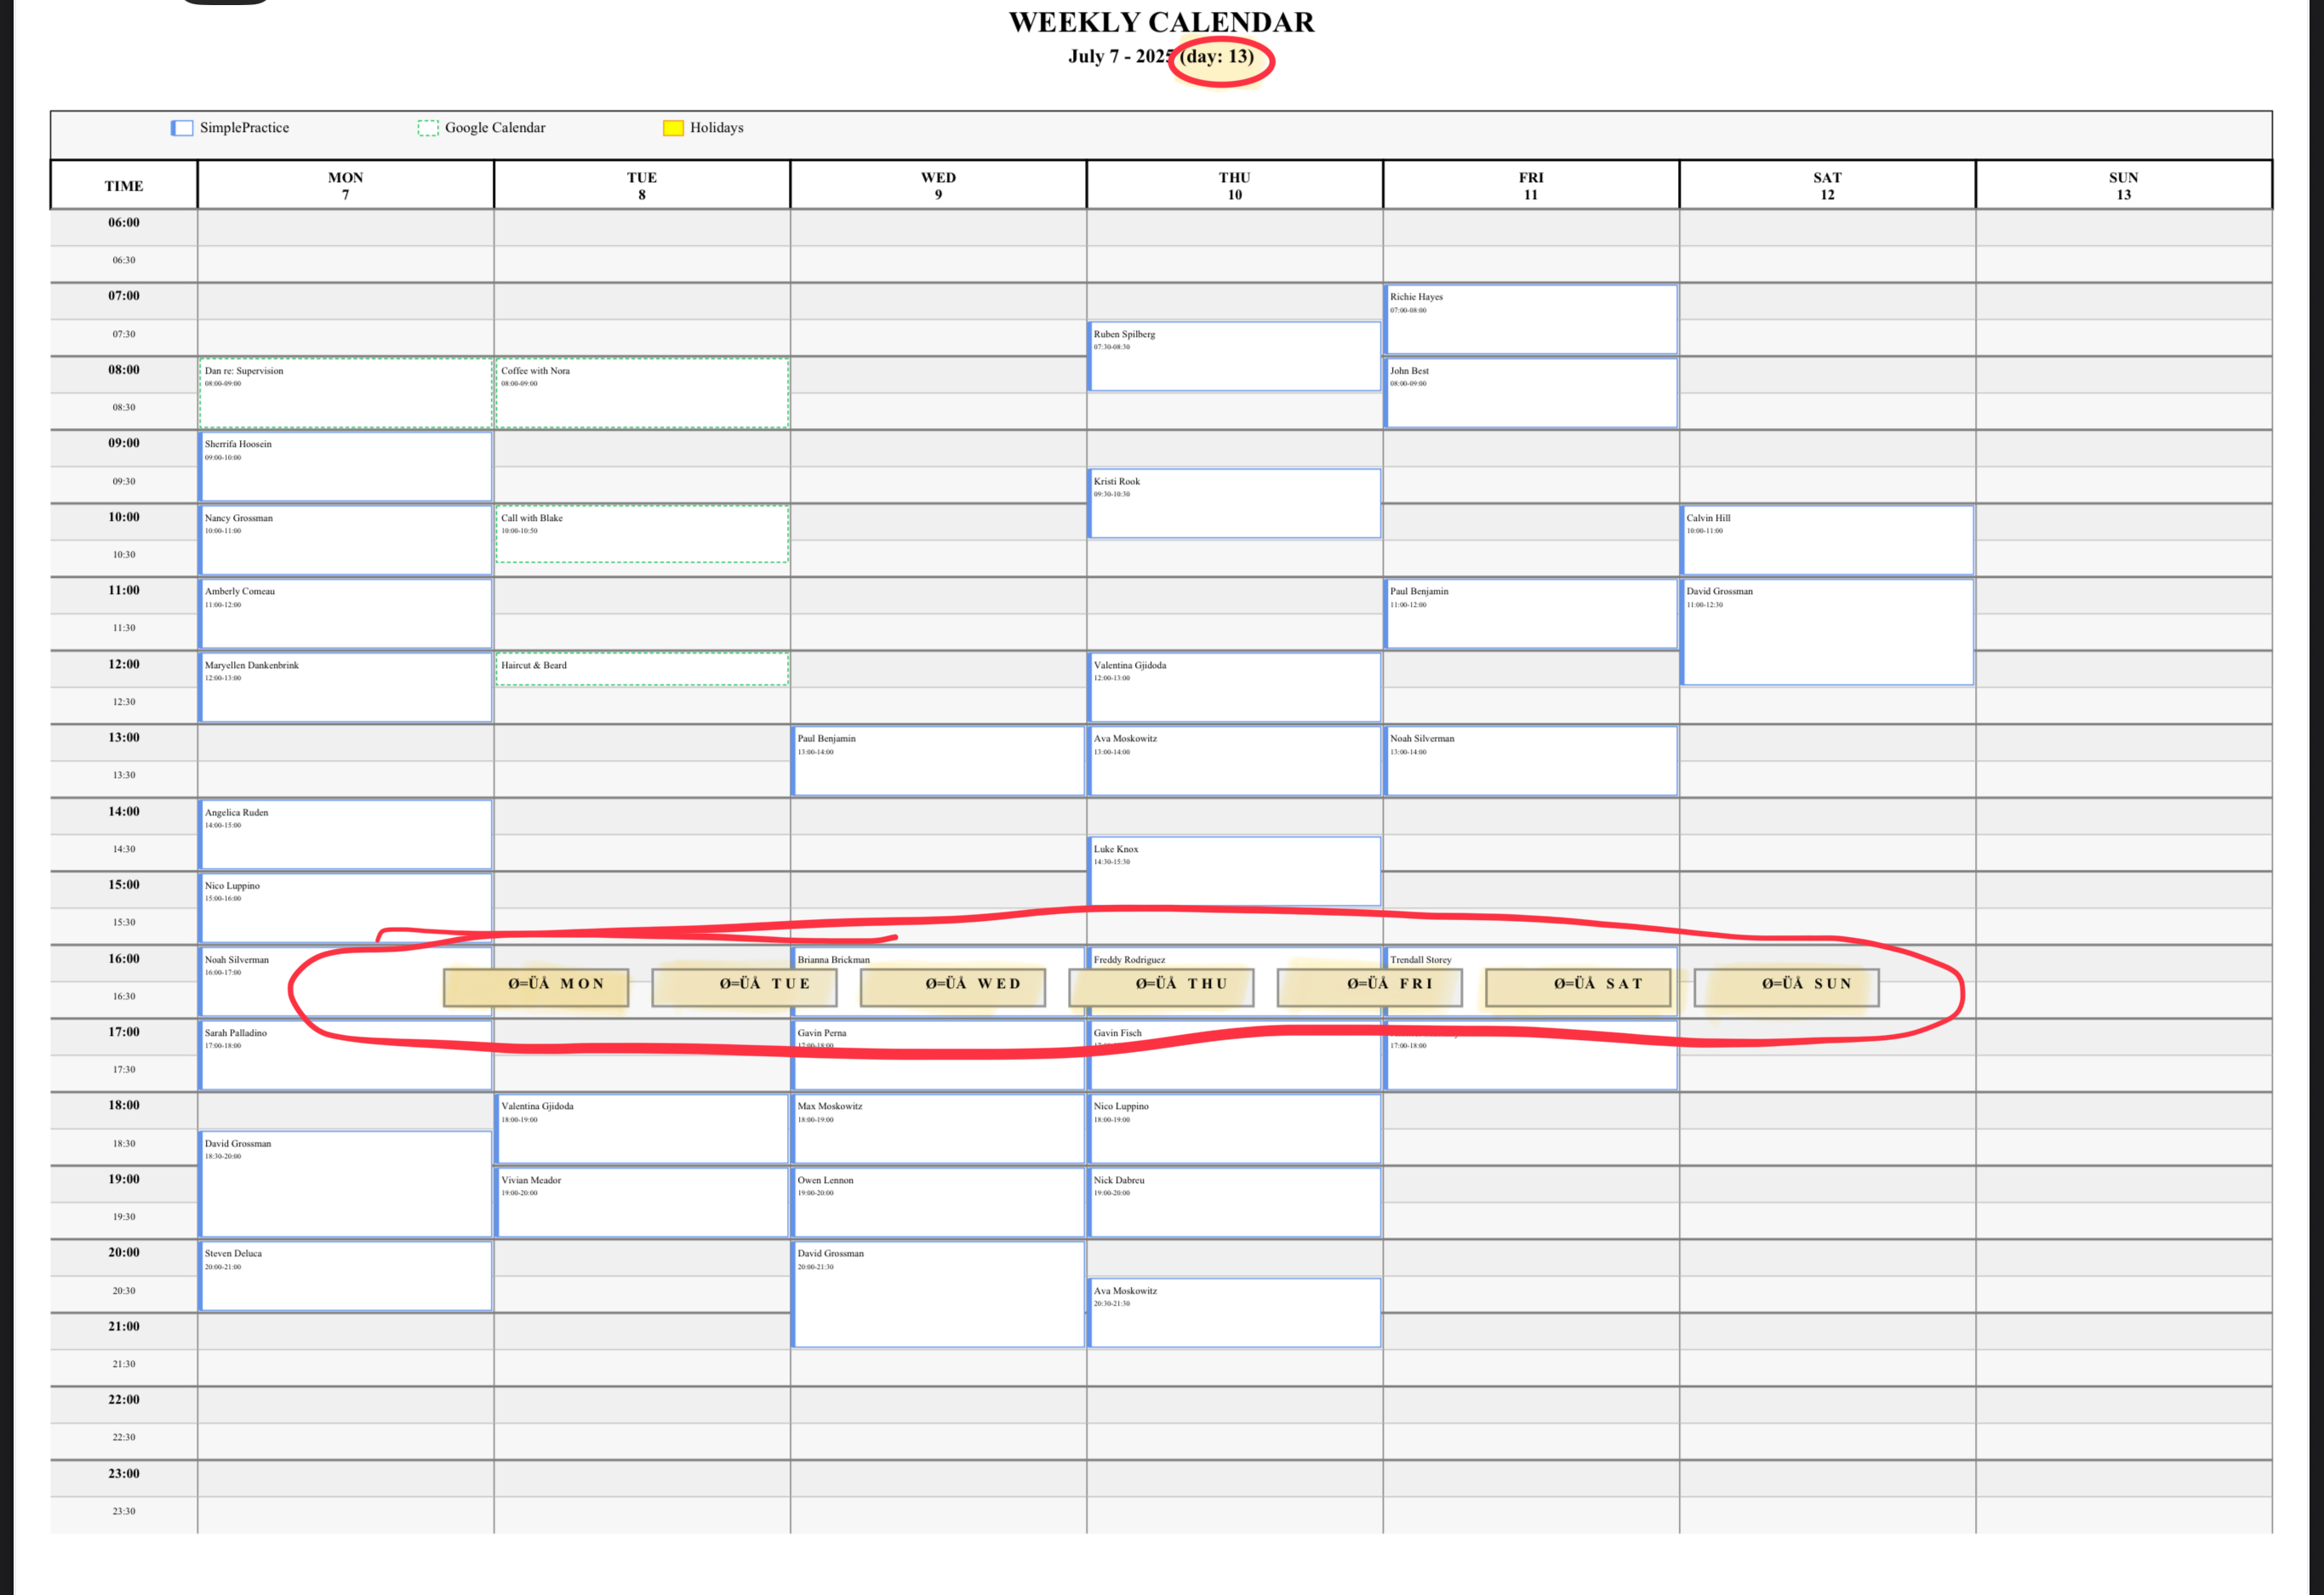 WEEKLY CALENDAR
July 7 - 2025 (day: 13)
SimplePractice Google Calendar Holidays
TIME MON TUE WED THU FRI SAT SUN
7 8 9 10 11 12 13
06:00
06:30
07:00 Richie Hayes
07:00-08:00
07:30 Ruben Spilberg
07:30-08:30
08:00 Dan re: Supervision Coffee with Nora John Best
08:00-09:00 08:00-09:00 08:00-09:00
08:30
09:00 Sherrifa Hoosein
09:00-10:00
09:30 Kristi Rook
09:30-10:30
10:00 Nancy Grossman Call with Blake Calvin Hill
10:00-11:00 10:00-10:50 10:00-11:00
10:30
11:00 Amberly Comeau Paul Benjamin David Grossman
11:00-12:00 11:00-12:00 11:00-12:30
11:30
12:00 Maryellen Dankenbrink Haircut & Beard Valentina Gjidoda
12:00-13:00 12:00-13:00
12:30
13:00 Paul Benjamin Ava Moskowitz Noah Silverman
13:00-14:00 13:00-14:00 13:00-14:00
13:30
14:00 Angelica Ruden
14:00-15:00
14:30 Luke Knox
14:30-15:30
15:00 Nico Luppino
15:00-16:00
15:30
16:00 Noah Silverman Brianna Brickman Freddy Rodriguez Trendall Storey
16:00-17:00
16:30 Ø=ÜÅ MON Ø=ÜÅ TUE Ø=ÜÅ WED Ø=ÜÅ THU Ø=ÜÅ FRI Ø=ÜÅ SAT Ø=ÜÅ SUN
17:00 Sarah Palladino Gavin Perna Gavin Fisch
17:00-18:00 17:00-18:00 17:00-18:00
17:30
18:00 Valentina Gjidoda Max Moskowitz Nico Luppino
18:00-19:00 18:00-19:00 18:00-19:00
18:30 David Grossman
18:30-20:00
19:00 Vivian Meador Owen Lennon Nick Dabreu
19:00-20:00 19:00-20:00 19:00-20:00
19:30
20:00 Steven Deluca David Grossman
20:00-21:00 20:00-21:30
20:30 Ava Moskowitz
20:30-21:30
21:00
21:30
22:00
22:30
23:00
23:30